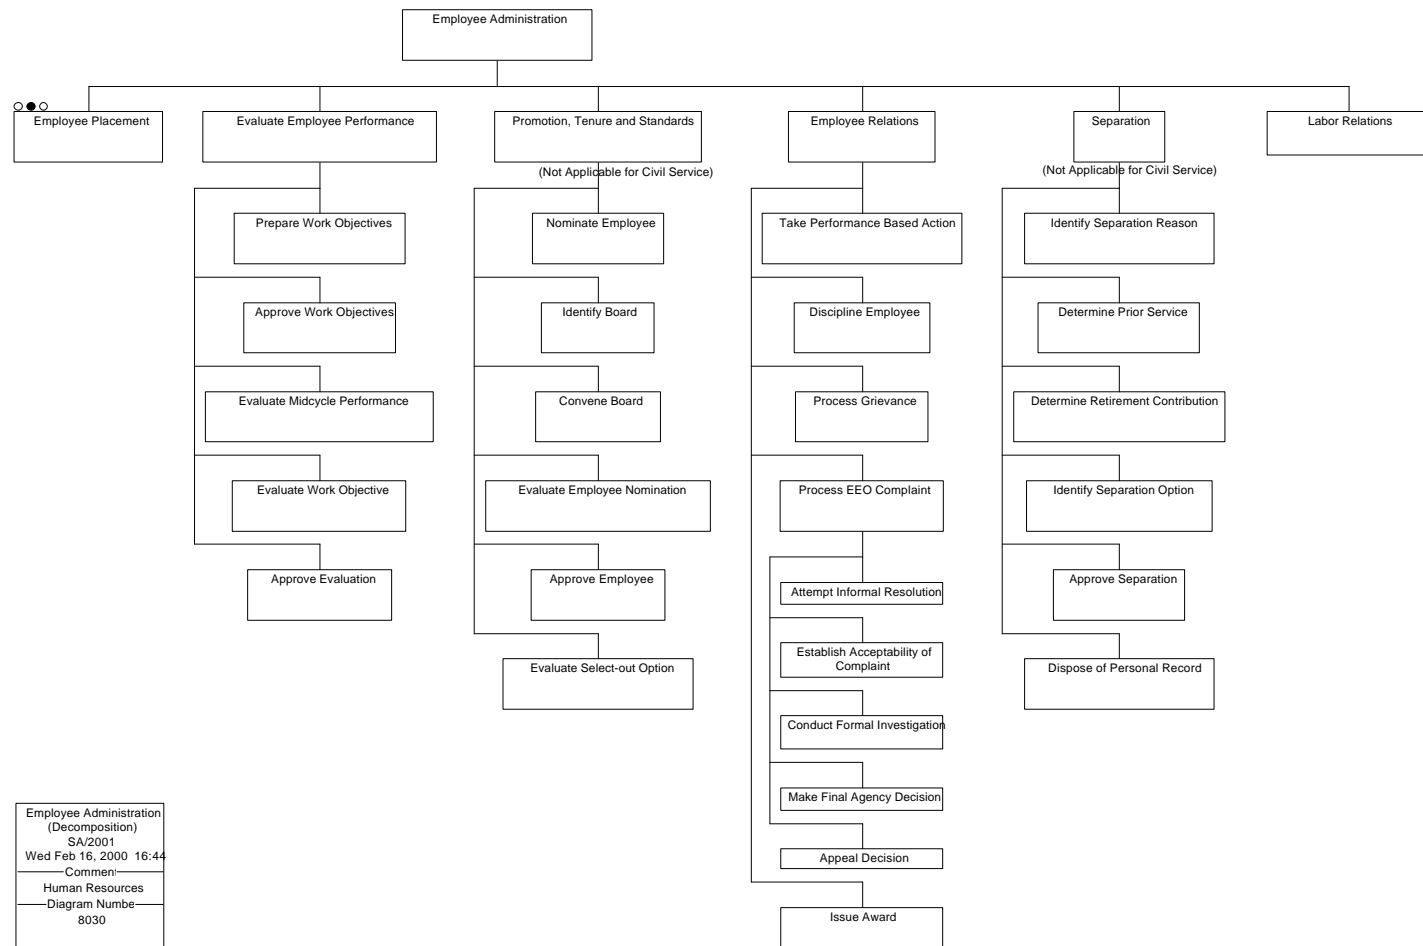 Employee Administration
Employee Placement
Evaluate Employee Performance
Promotion, Tenure and Standards
Employee Relations
Separation
Labor Relations
(Not Applicable for Civil Service)
(Not Applicable for Civil Service)
Prepare Work Objectives
Nominate Employee
Take Performance Based Action
Identify Separation Reason
Approve Work Objectives
Identify Board
Discipline Employee
Determine Prior Service
Evaluate Midcycle Performance
Convene Board
Process Grievance
Determine Retirement Contribution
Evaluate Work Objective
Evaluate Employee Nomination
Process EEO Complaint
Identify Separation Option
Approve Evaluation
Approve Employee
Attempt Informal Resolution
Approve Separation
Establish Acceptability of
Complaint
Evaluate Select-out Option
Dispose of Personal Record
Conduct Formal Investigation
Make Final Agency Decision
Appeal Decision
Issue Award
Employee Administration
(Decomposition)
SA/2001
Wed Feb 16, 2000 16:44
Comment
Human Resources
Diagram Numbe
8030